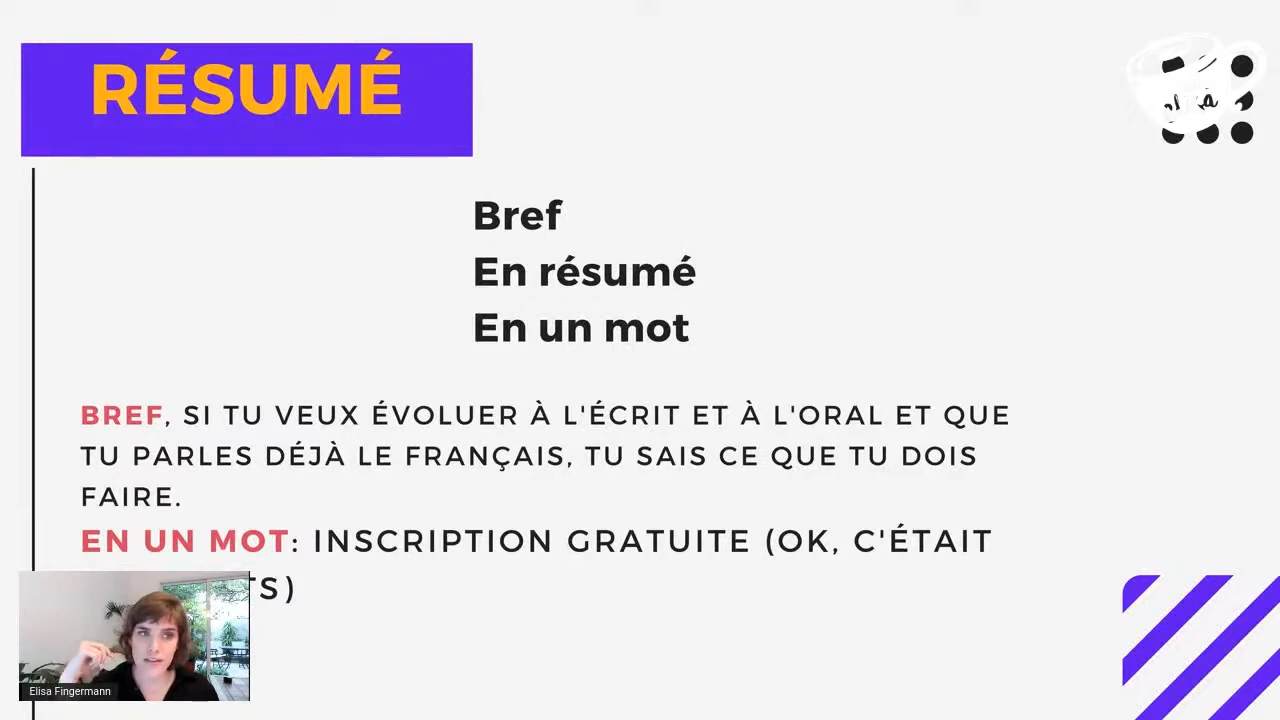 RÉSUMÉ
Bref
En résumé
En un mot
BREF, SI TU VEUX ÉVOLUER À L'ÉCRIT ET À L'ORAL ET QUE
TU PARLES DÉJÀ LE FRANÇAIS, TU SAIS CE QUE TU DOIS
FAIRE.
EN UN MOT: INSCRIPTION GRATUITE (OK, C'ÉTAIT
TS)
Elisa Fingermann